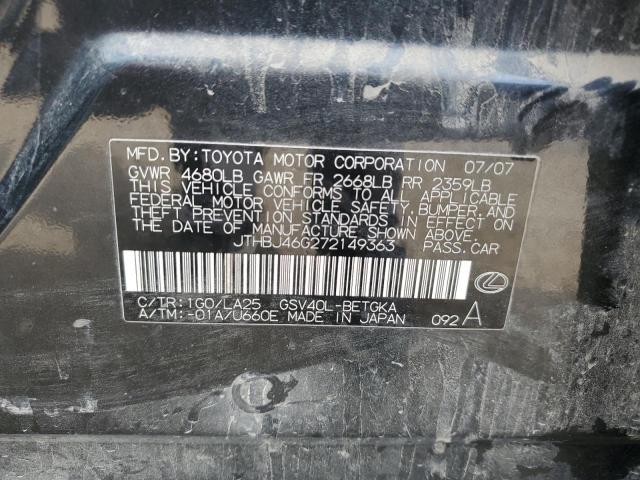 MFD. BY: TOYOTA MOTOR CORPORATION 07/07
GVWR 4680LB GAWR FR 2668LB RR 2359LB
THIS VEHICLE CONFORMS TO ALL APPLICABLE
FEDERAL MOTOR VEHICLE SAFETY, BUMPER, AND
THEFT PREVENTION STANDARDS IN EFFECT ON
THE DATE OF MANUFACTURE SHOWN ABOVE.
JTHBJ46G272149363 PASS. CAR
C/TR: 1G0/LA25 GSV40L-BETGKA
A/TM: -01A/U660E MADE IN JAPAN 092 A